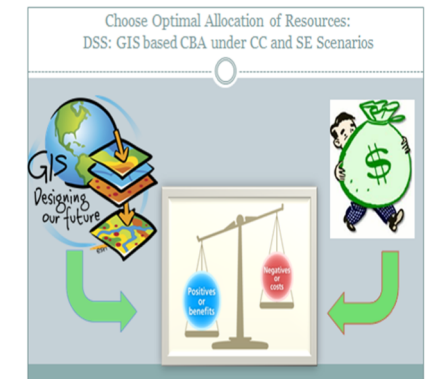 Choose Optimal Allocation of Resources:
DSS: GIS based CBA under CC and SE Scenarios
GIS
Designing
our future
$
Positives
or
benefits
Negatives
or
costs